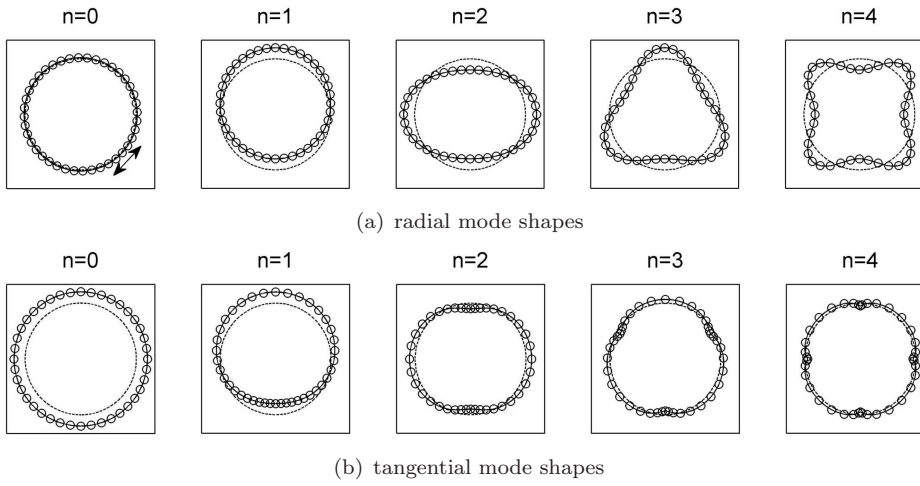 n=0 n=1 n=2 n=3 n=4
(a) radial mode shapes
n=0 n=1 n=2 n=3 n=4
(b) tangential mode shapes